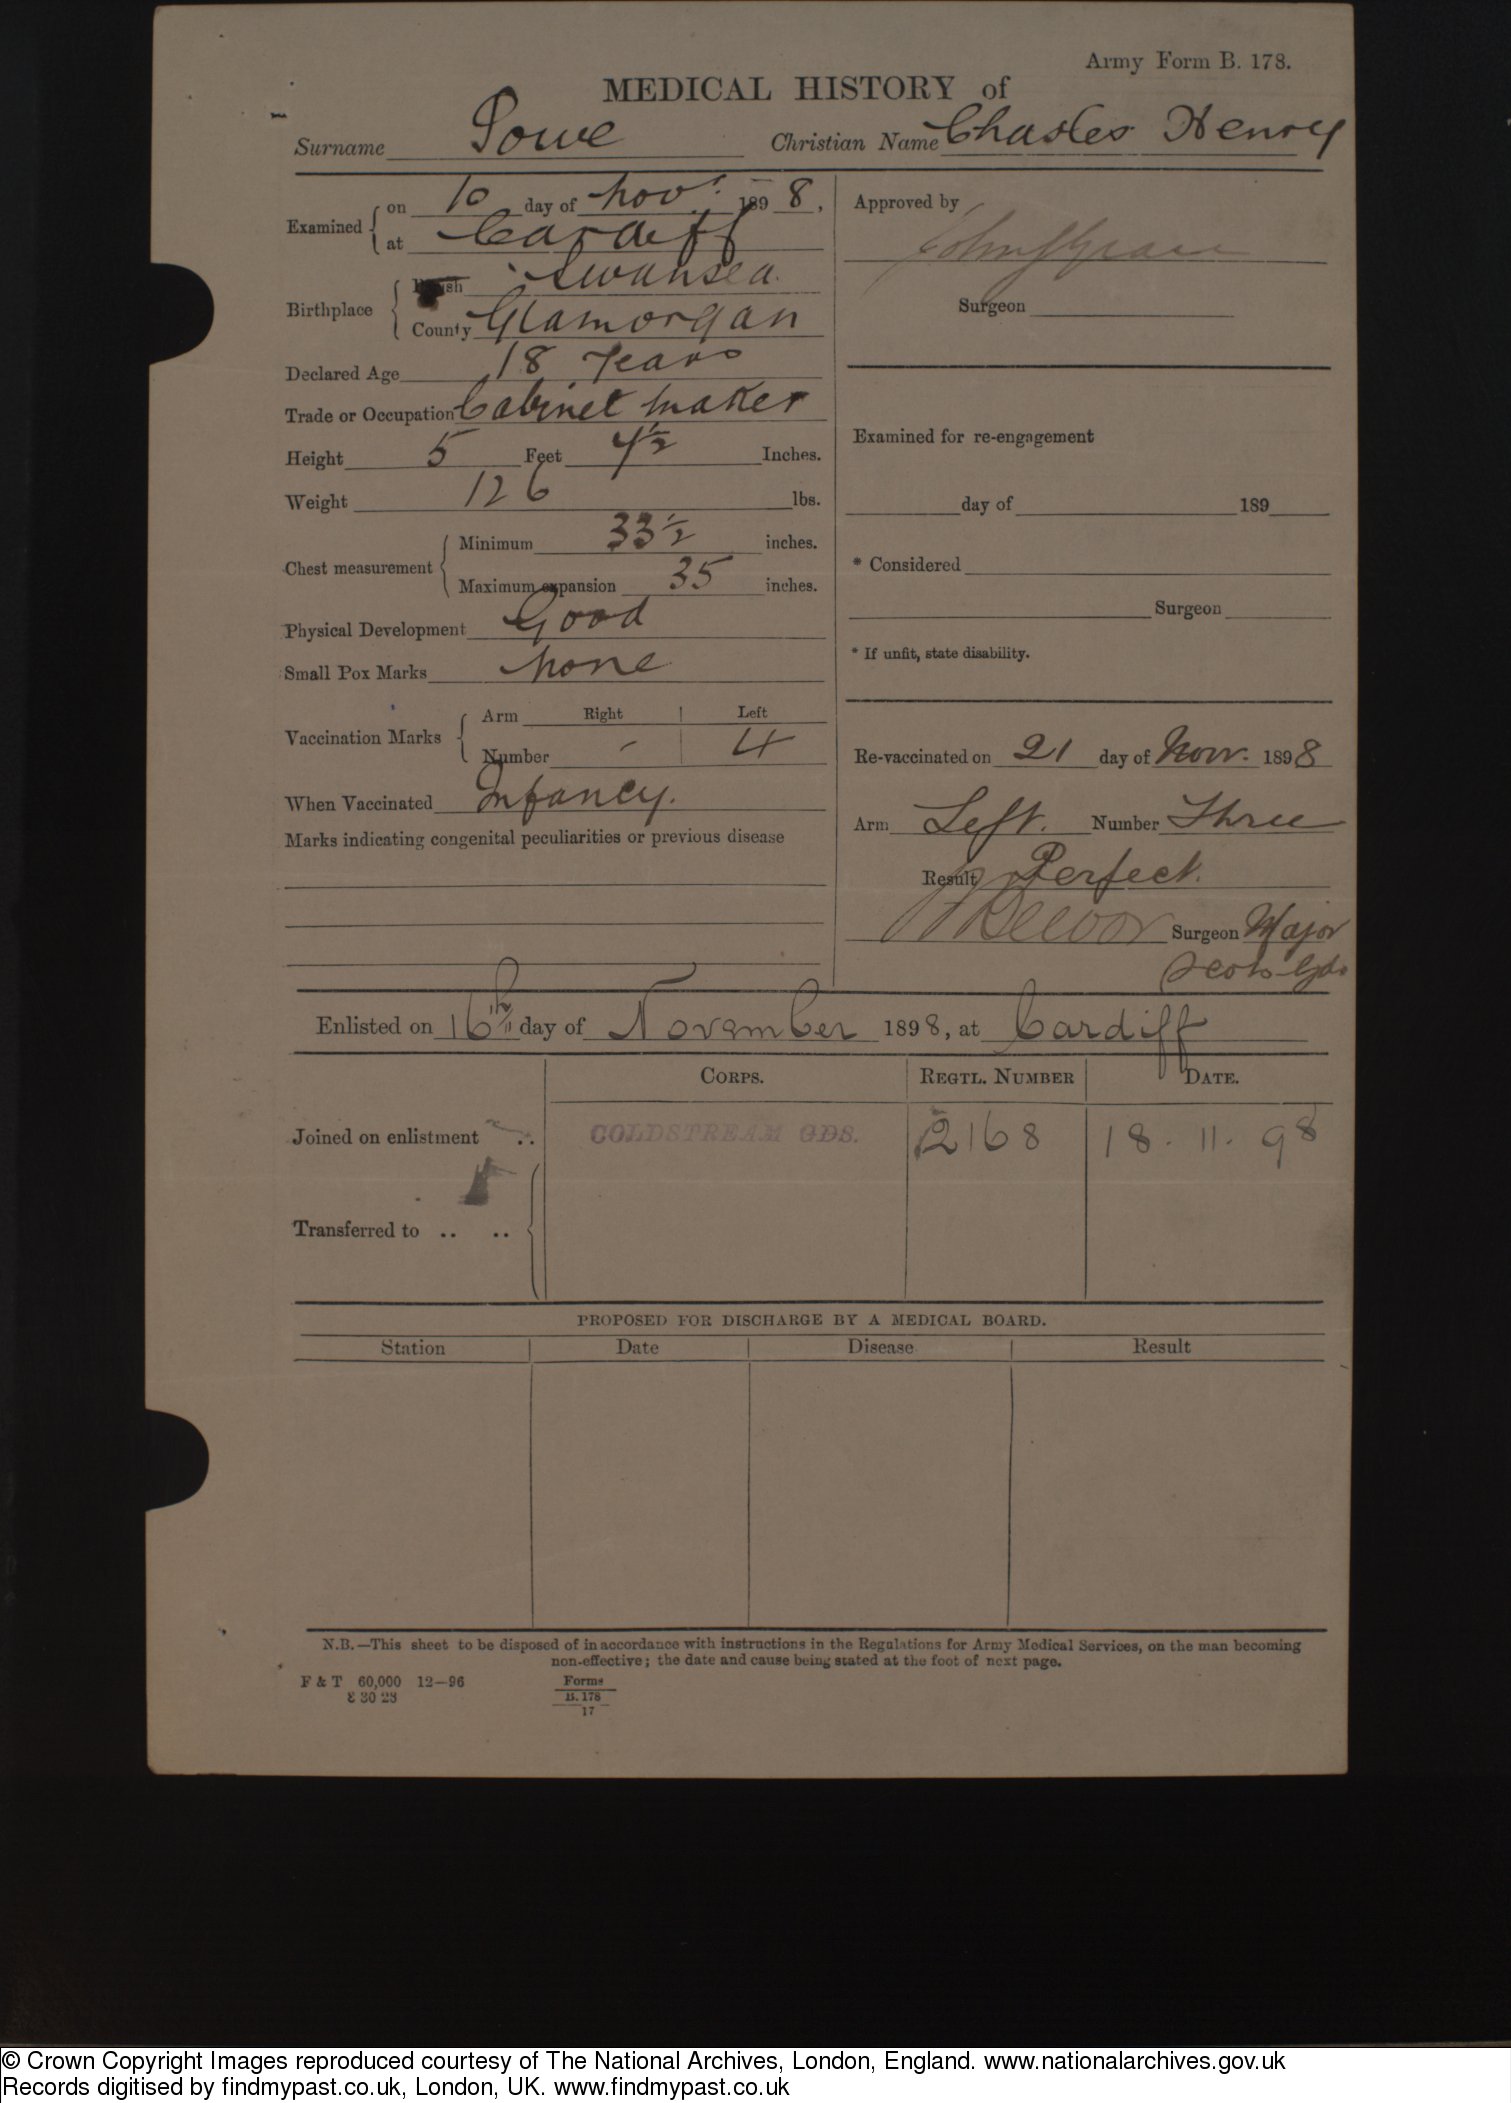 Army Form B. 178.
MEDICAL HISTORY of
Surname Christian Name Charles Henry
Examined on 10 day of Nov. 1898,
at Cardiff
Birthplace Parish Swansea
County Glamorgan
Declared Age 18 Years
Trade or Occupation Cabinet Maker
Height 5 Feet 4½ Inches.
Weight 126 lbs.
Chest measurement Minimum 33½ inches.
Maximum expansion 35 inches.
Physical Development Good
Small Pox Marks None
Vaccination Marks Arm Right Left
Number - 4
When Vaccinated Infancy.
Marks indicating congenital peculiarities or previous disease
Approved by
Surgeon
Examined for re-engagement
day of 189
* Considered
Surgeon
* If unfit, state disability.
Re-vaccinated on 21 day of Nov. 1898
Arm Left. Number Three
Result Perfect.
Surgeon Major
Scots Gds
Enlisted on 16th day of November 1898, at Cardiff
CORPS. REGTL. NUMBER DATE.
Joined on enlistment .. COLDSTREAM GDS. 2168 18.11.98
Transferred to .. ..
PROPOSED FOR DISCHARGE BY A MEDICAL BOARD.
Station Date Disease Result
N.B.—This sheet to be disposed of in accordance with instructions in the Regulations for Army Medical Services, on the man becoming
non-effective; the date and cause being stated at the foot of next page.
F & T 60,000 12—96
Forms
B. 178
17
© Crown Copyright Images reproduced courtesy of The National Archives, London, England. www.nationalarchives.gov.uk
Records digitised by findmypast.co.uk, London, UK. www.findmypast.co.uk